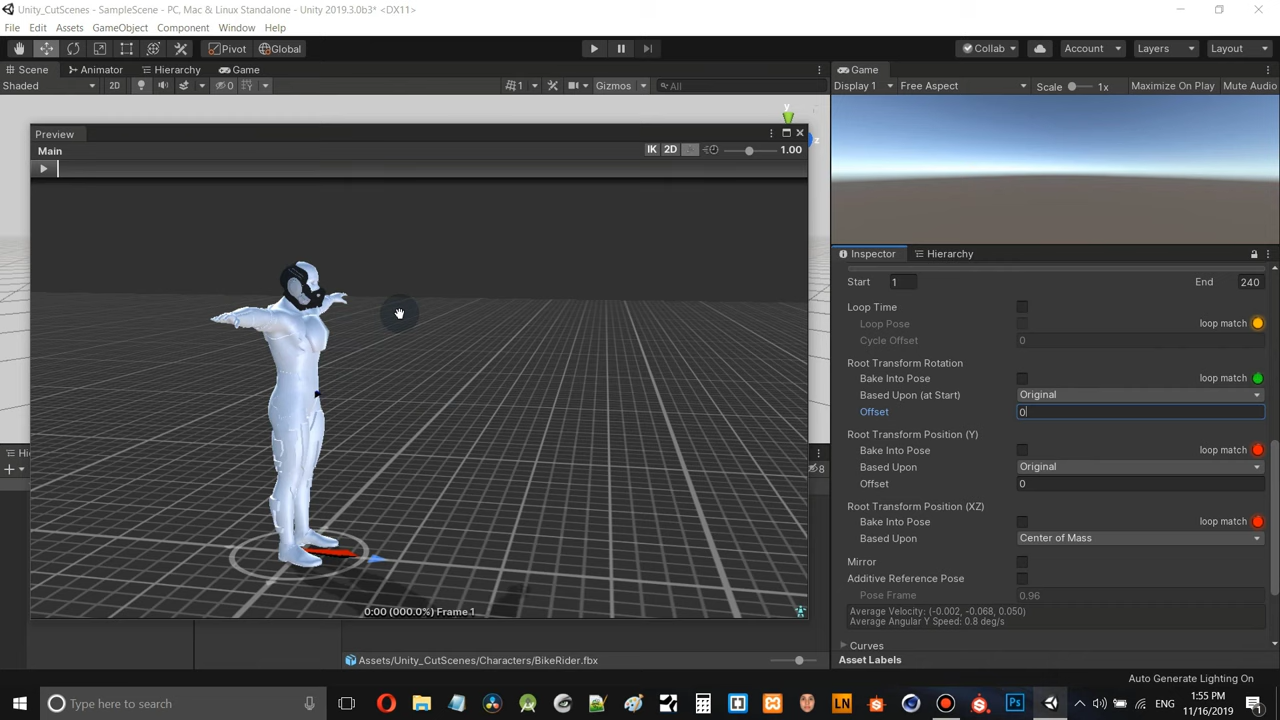 Unity_CutScenes - SampleScene - PC, Mac & Linux Standalone - Unity 2019.3.0b3* <DX11>
File Edit Assets GameObject Component Window Help
Pivot Global Collab Account Layers Layout
Scene Animator Hierarchy Game Game
Shaded 2D 0 1 Gizmos All Display 1 Free Aspect Scale 1x Maximize On Play Mute Audio
y
z
Preview
Main IK 2D 1.00
Inspector Hierarchy
Start 1 End 240
Loop Time
Loop Pose loop match
Cycle Offset 0
Root Transform Rotation
Bake Into Pose loop match
Based Upon (at Start) Original
Offset 0
Root Transform Position (Y)
Bake Into Pose loop match
Based Upon Original
Offset 0
Root Transform Position (XZ)
Bake Into Pose loop match
Based Upon Center of Mass
Mirror
Additive Reference Pose
Pose Frame 0.96
Average Velocity: (-0.002, -0.068, 0.050)
Average Angular Y Speed: 0.8 deg/s
Curves
Asset Labels
Hi
8
0:00 (000.0%) Frame 1
Assets/Unity_CutScenes/Characters/BikeRider.fbx
Auto Generate Lighting On
Type here to search
LN
Ps
ENG
1:55 PM
11/16/2019